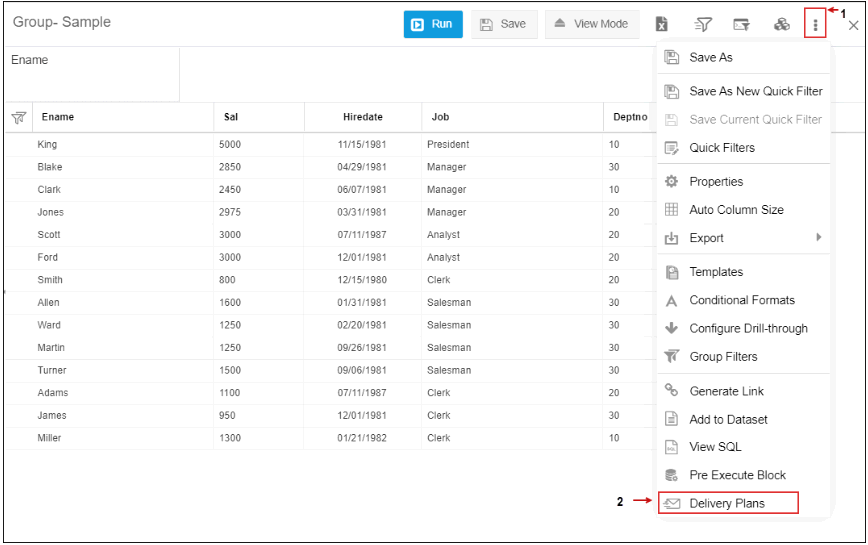 Group- Sample Run Save View Mode 1
Ename
Ename Sal Hiredate Job Deptno
King 5000 11/15/1981 President 10
Blake 2850 04/29/1981 Manager 30
Clark 2450 06/07/1981 Manager 10
Jones 2975 03/31/1981 Manager 20
Scott 3000 07/11/1987 Analyst 20
Ford 3000 12/01/1981 Analyst 20
Smith 800 12/15/1980 Clerk 20
Allen 1600 01/31/1981 Salesman 30
Ward 1250 02/20/1981 Salesman 30
Martin 1250 09/26/1981 Salesman 30
Turner 1500 09/06/1981 Salesman 30
Adams 1100 07/11/1987 Clerk 20
James 950 12/01/1981 Clerk 30
Miller 1300 01/21/1982 Clerk 10
Save As
Save As New Quick Filter
Save Current Quick Filter
Quick Filters
Properties
Auto Column Size
Export
Templates
Conditional Formats
Configure Drill-through
Group Filters
Generate Link
Add to Dataset
View SQL
Pre Execute Block
2 Delivery Plans